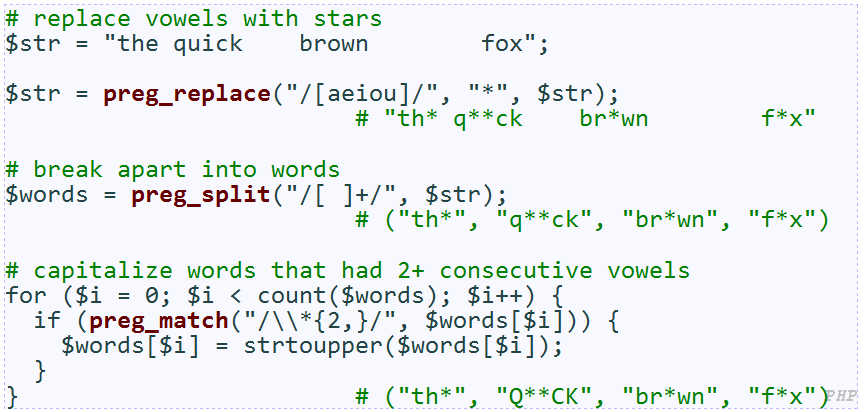 # replace vowels with stars
$str = "the quick    brown        fox";
$str = preg_replace("/[aeiou]/", "*", $str);
                         # "th* q**ck    br*wn        f*x"
# break apart into words
$words = preg_split("/[ ]+/", $str);
                         # ("th*", "q**ck", "br*wn", "f*x")
# capitalize words that had 2+ consecutive vowels
for ($i = 0; $i < count($words); $i++) {
  if (preg_match("/\\*{2,}/", $words[$i])) {
    $words[$i] = strtoupper($words[$i]);
  }
}                        # ("th*", "Q**CK", "br*wn", "f*x")
PHP